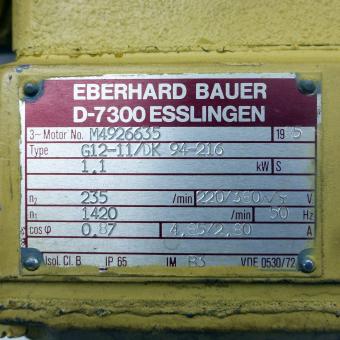 EBERHARD BAUER
D-7300 ESSLINGEN
3~ Motor No. M4926635 19
Type G12-11/DK 94-216
1,1 kW S
n₂ 235 /min 220/380 V
n₁ 1420 /min 50 Hz
cos φ 0,87 A
Isol. Cl. B IP 65 IM B3 VDE 0530/72